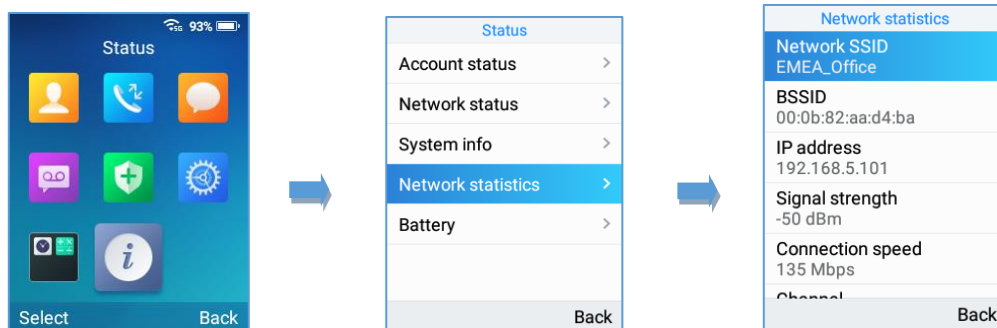 5G 93%
Status
Select Back
Status
Account status
Network status
System info
Network statistics
Battery
Back
Network statistics
Network SSID
EMEA_Office
BSSID
00:0b:82:aa:d4:ba
IP address
192.168.5.101
Signal strength
-50 dBm
Connection speed
135 Mbps
Channel
Back